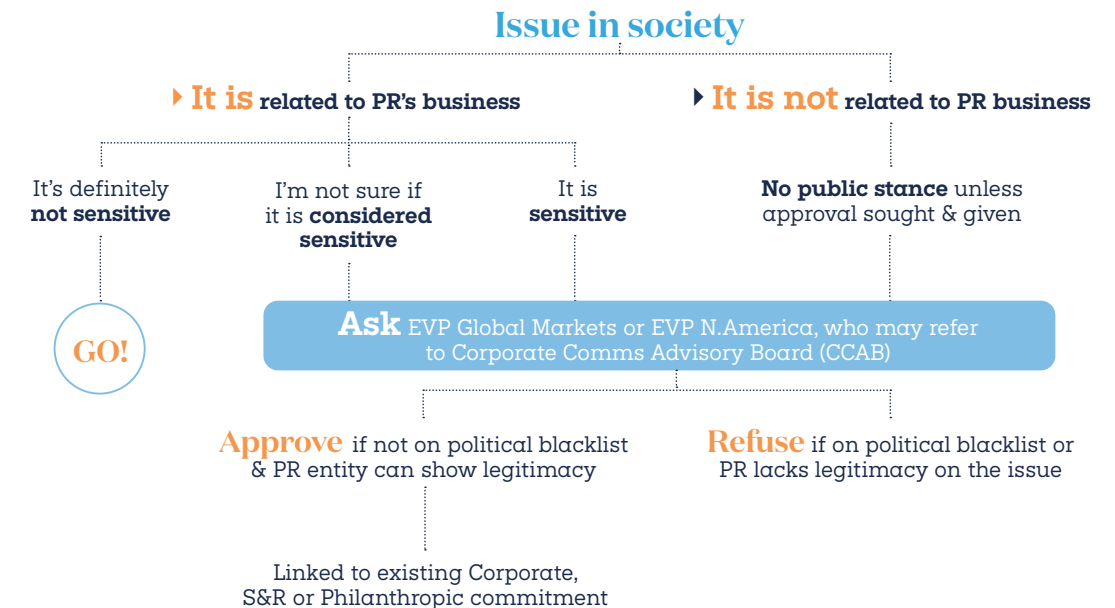 Issue in society
It is related to PR's business
It is not related to PR business
It's definitely
not sensitive
I'm not sure if
it is considered
sensitive
It is
sensitive
No public stance unless
approval sought & given
GO!
Ask EVP Global Markets or EVP N.America, who may refer
to Corporate Comms Advisory Board (CCAB)
Approve if not on political blacklist
& PR entity can show legitimacy
Refuse if on political blacklist or
PR lacks legitimacy on the issue
Linked to existing Corporate,
S&R or Philanthropic commitment